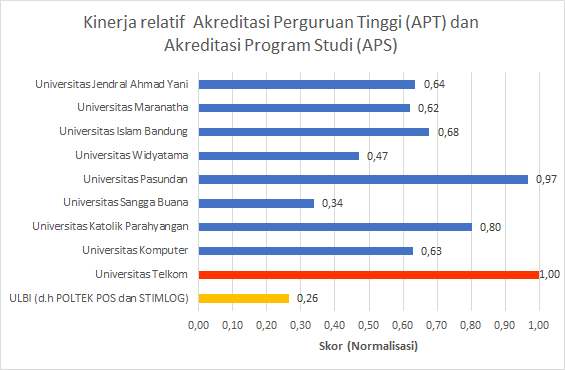 Kinerja relatif Akreditasi Perguruan Tinggi (APT) dan
Akreditasi Program Studi (APS)
Universitas Jendral Ahmad Yani 0,64
Universitas Maranatha 0,62
Universitas Islam Bandung 0,68
Universitas Widyatama 0,47
Universitas Pasundan 0,97
Universitas Sangga Buana 0,34
Universitas Katolik Parahyangan 0,80
Universitas Komputer 0,63
Universitas Telkom 1,00
ULBI (d.h POLTEK POS dan STIMLOG) 0,26
0,00 0,10 0,20 0,30 0,40 0,50 0,60 0,70 0,80 0,90 1,00
Skor (Normalisasi)